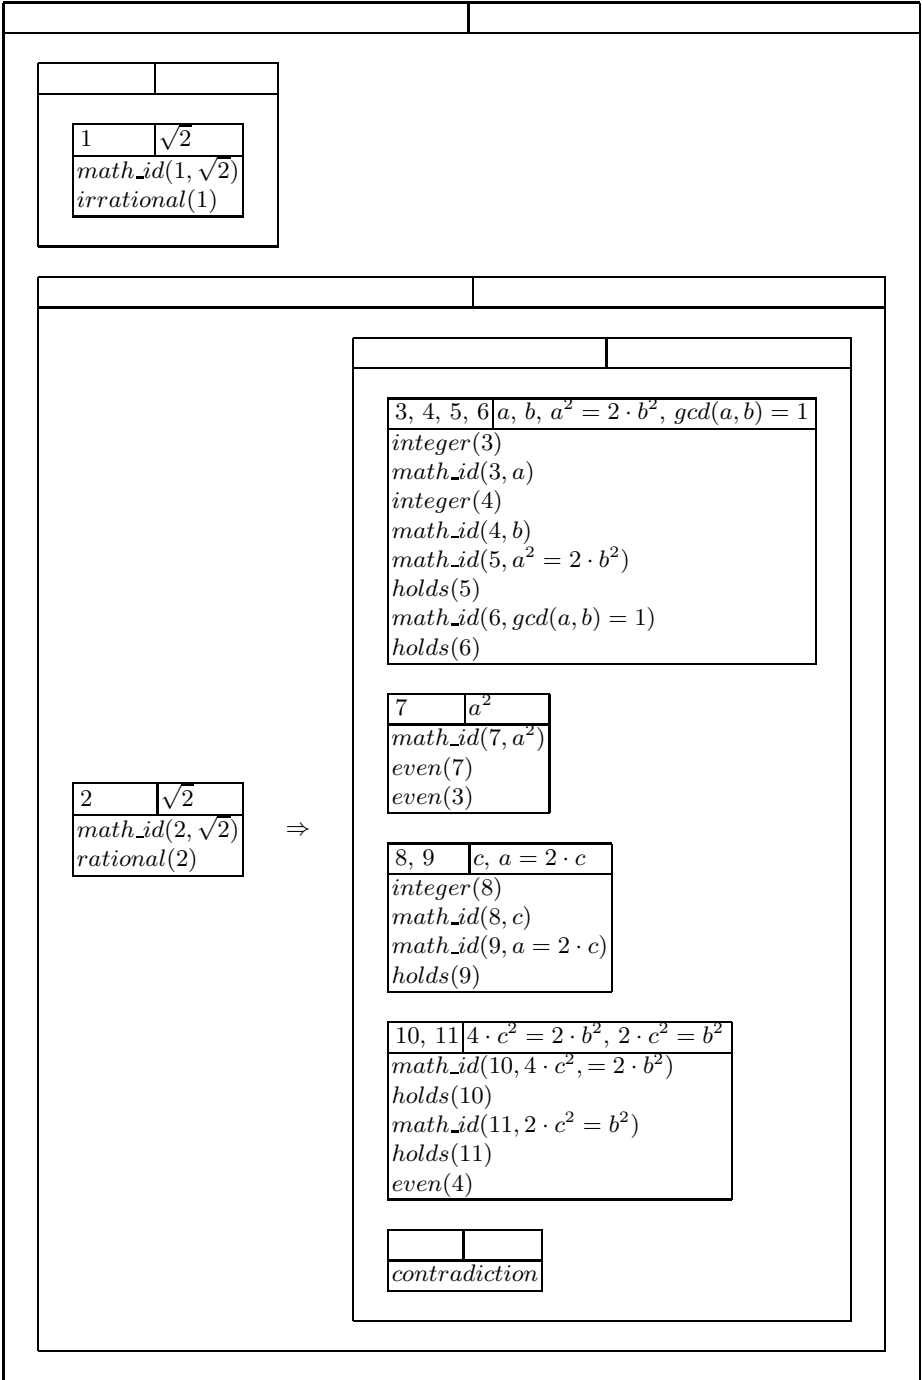 1 √2
math_id(1, √2)
irrational(1)
3, 4, 5, 6 a, b, a² = 2 · b², gcd(a, b) = 1
integer(3)
math_id(3, a)
integer(4)
math_id(4, b)
math_id(5, a² = 2 · b²)
holds(5)
math_id(6, gcd(a, b) = 1)
holds(6)
7 a²
math_id(7, a²)
even(7)
even(3)
2 √2
math_id(2, √2)
rational(2)
⇒
8, 9 c, a = 2 · c
integer(8)
math_id(8, c)
math_id(9, a = 2 · c)
holds(9)
10, 11 4 · c² = 2 · b², 2 · c² = b²
math_id(10, 4 · c², = 2 · b²)
holds(10)
math_id(11, 2 · c² = b²)
holds(11)
even(4)
contradiction